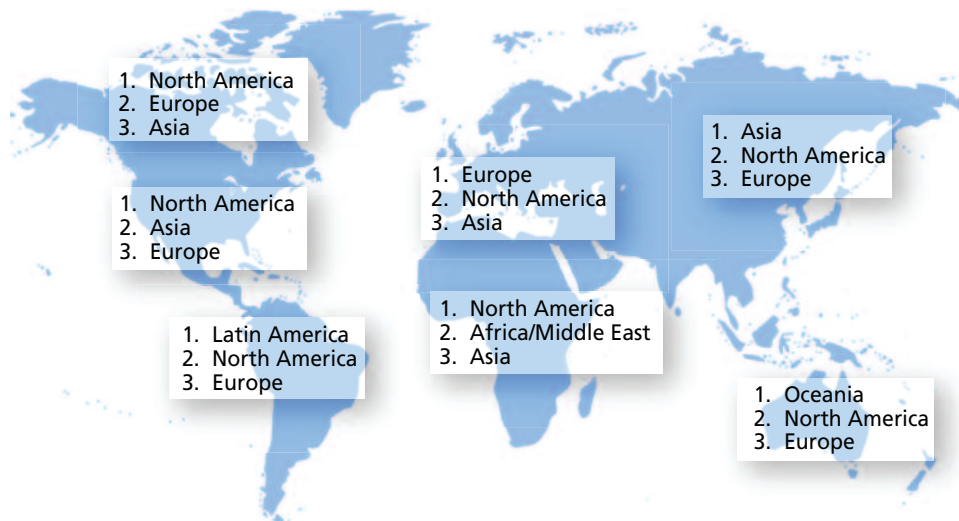 1. North America
2. Europe
3. Asia
1. North America
2. Asia
3. Europe
1. Latin America
2. North America
3. Europe
1. Europe
2. North America
3. Asia
1. North America
2. Africa/Middle East
3. Asia
1. Asia
2. North America
3. Europe
1. Oceania
2. North America
3. Europe